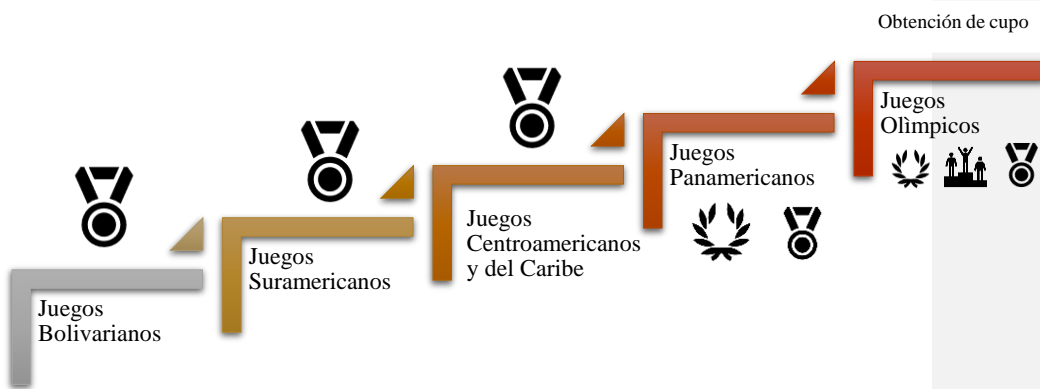 Obtención de cupo
Juegos
Olìmpicos
Juegos
Panamericanos
Juegos
Centroamericanos
y del Caribe
Juegos
Suramericanos
Juegos
Bolivarianos